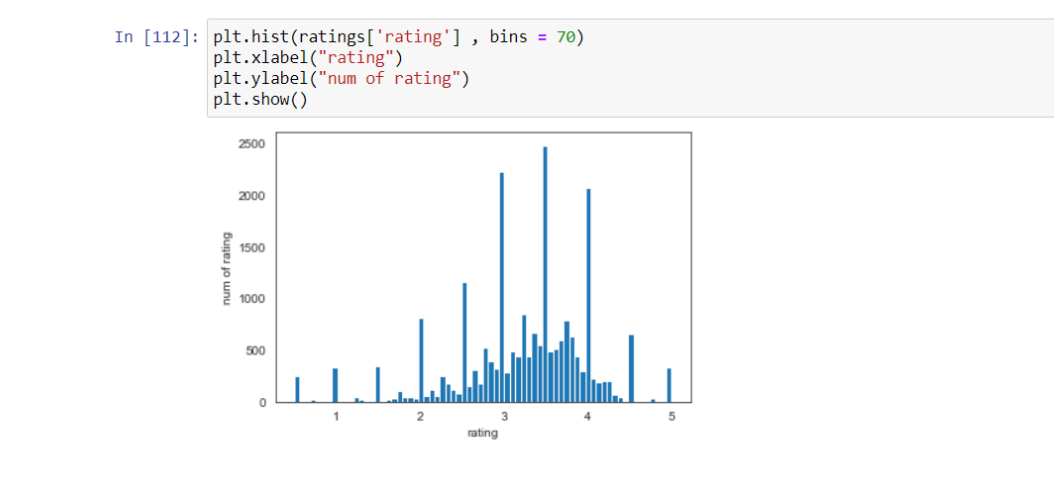 In [112]: plt.hist(ratings['rating'] , bins = 70)
plt.xlabel("rating")
plt.ylabel("num of rating")
plt.show()
2500
2000
1500
1000
500
0
num of rating
1 2 3 4 5
rating